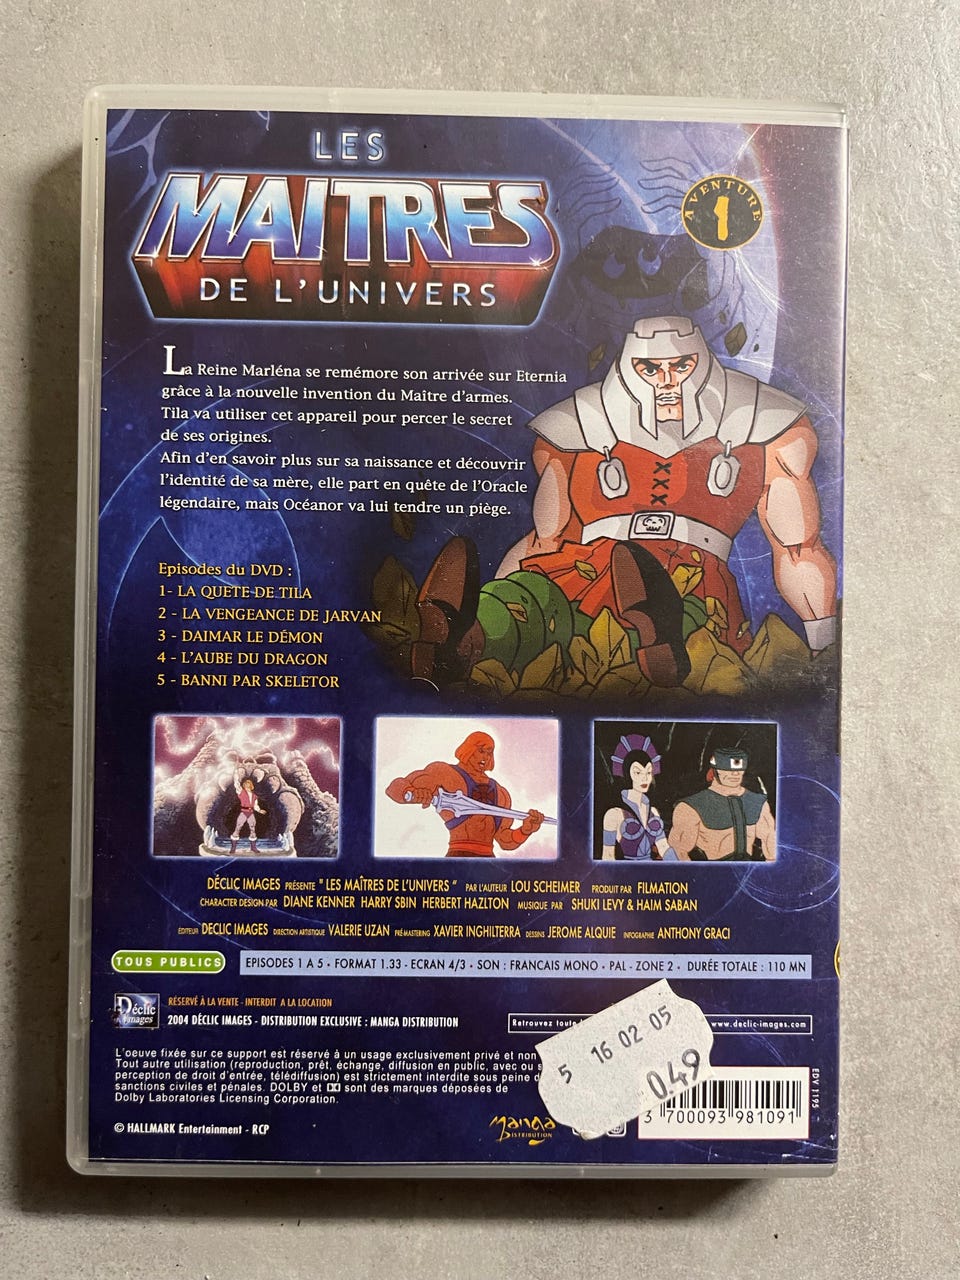 LES
MAITRES
DE L'UNIVERS
AVENTURE
1
La Reine Marléna se remémore son arrivée sur Eternia
grâce à la nouvelle invention du Maître d'armes.
Tila va utiliser cet appareil pour percer le secret
de ses origines.
Afin d'en savoir plus sur sa naissance et découvrir
l'identité de sa mère, elle part en quête de l'Oracle
légendaire, mais Océanor va lui tendre un piège.
Episodes du DVD :
1- LA QUETE DE TILA
2 - LA VENGEANCE DE JARVAN
3 - DAIMAR LE DÉMON
4 - L'AUBE DU DRAGON
5 - BANNI PAR SKELETOR
DÉCLIC IMAGES PRÉSENTE " LES MAÎTRES DE L'UNIVERS " PAR L'AUTEUR LOU SCHEIMER PRODUIT PAR FILMATION
CHARACTER DESIGN PAR DIANE KENNER HARRY SBIN HERBERT HAZLTON MUSIQUE PAR SHUKI LEVY & HAIM SABAN
ÉDITEUR DECLIC IMAGES DIRECTION ARTISTIQUE VALERIE UZAN PRÉ-MASTERING XAVIER INGHILTERRA DESSINS JEROME ALQUIE INFOGRAPHIE ANTHONY GRACI
TOUS PUBLICS
EPISODES 1 A 5 - FORMAT 1.33 - ECRAN 4/3 - SON : FRANCAIS MONO - PAL - ZONE 2 - DURÉE TOTALE : 110 MN
Déclic
Images
RÉSERVÉ À LA VENTE - INTERDIT A LA LOCATION
2004 DÉCLIC IMAGES - DISTRIBUTION EXCLUSIVE : MANGA DISTRIBUTION
Retrouvez toute
www.declic-images.com
L'oeuve fixée sur ce support est réservé à un usage exclusivement privé et non
Tout autre utilisation (reproduction, prêt, échange, diffusion en public, avec ou s
perception de droit d'entrée, télédiffusion) est strictement interdite sous peine d
sanctions civiles et pénales. DOLBY et sont des marques déposées de
Dolby Laboratories Licensing Corporation.
© HALLMARK Entertainment - RCP
manga
DISTRIBUTION
5 16 02 05
0.49
3 700093 981091
EDV 1195